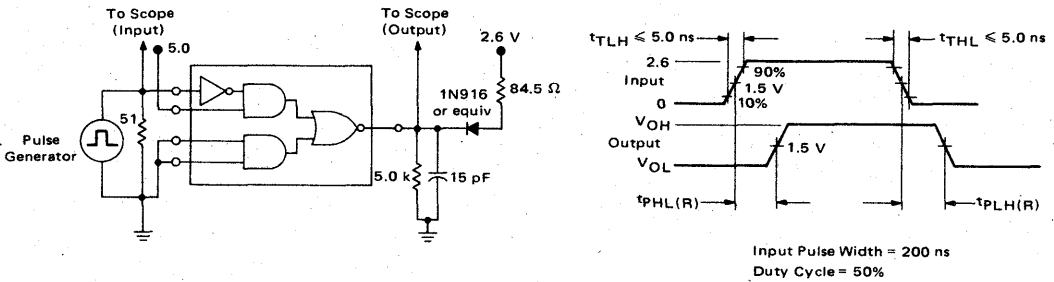 To Scope
(Input)
5.0
51
Pulse
Generator
To Scope
(Output)
2.6 V
84.5 Ω
1N916
or equiv
5.0 k
15 pF
tTLH ≤ 5.0 ns
tTHL ≤ 5.0 ns
2.6
Input
0
90%
1.5 V
10%
VOH
Output
VOL
1.5 V
tPHL(R)
tPLH(R)
Input Pulse Width = 200 ns
Duty Cycle = 50%